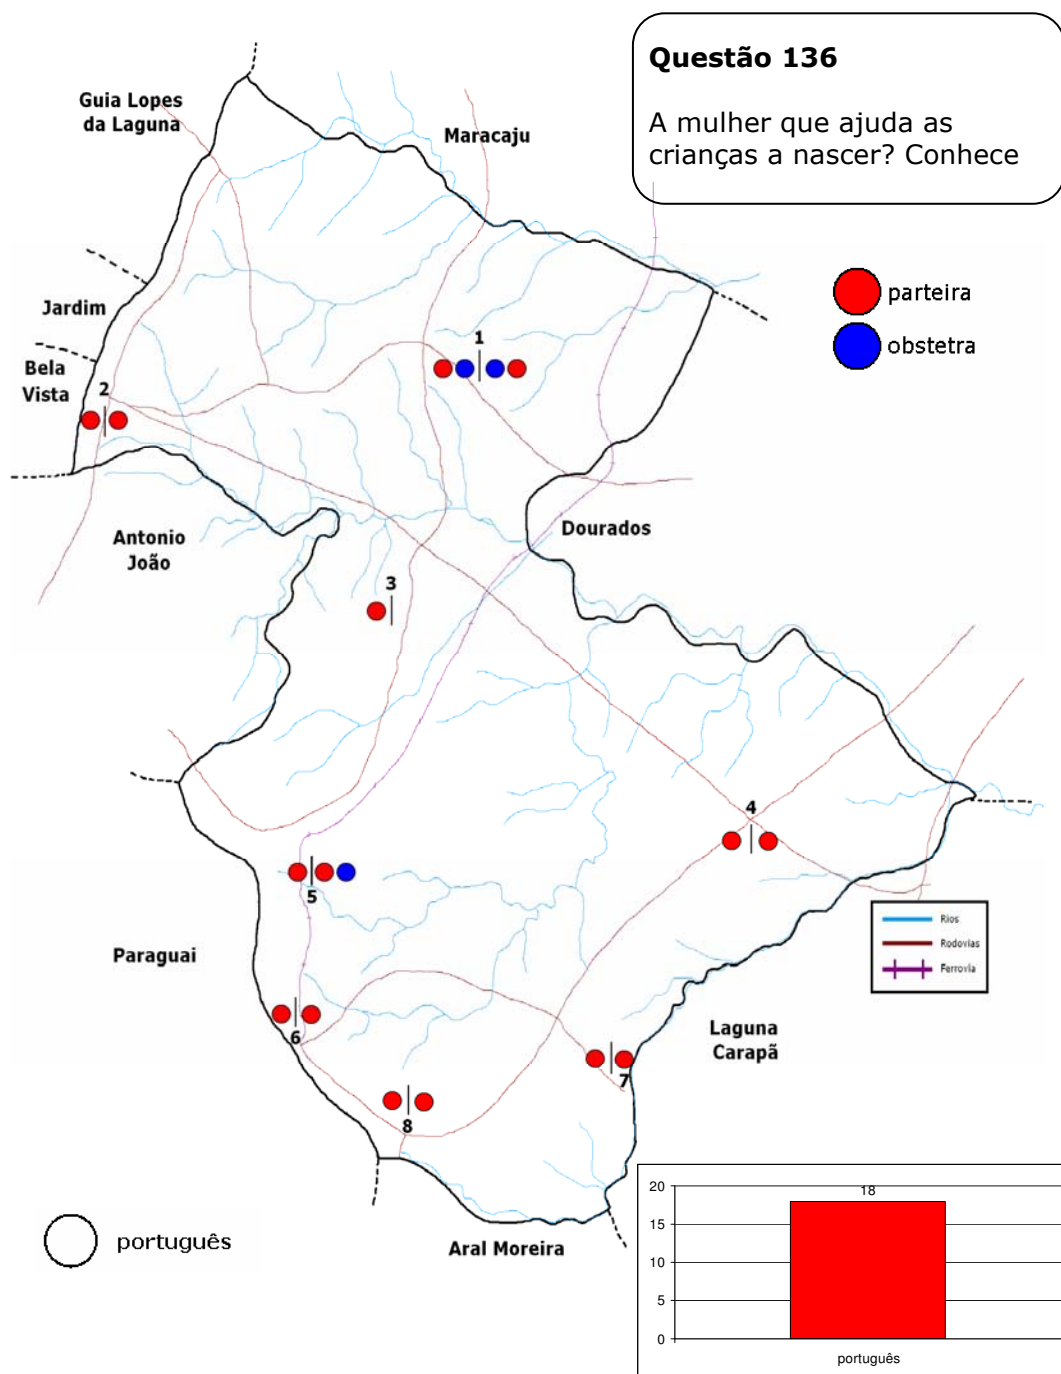 Questão 136
A mulher que ajuda as
crianças a nascer? Conhece
Guia Lopes
da Laguna
Maracaju
Jardim
Bela
Vista
parteira
obstetra
1
2
Antonio
João
Dourados
3
4
5
Paraguai
Rios
Rodovias
Ferrovia
6
Laguna
Carapã
7
8
português
Aral Moreira
20
15
10
5
0
18
português